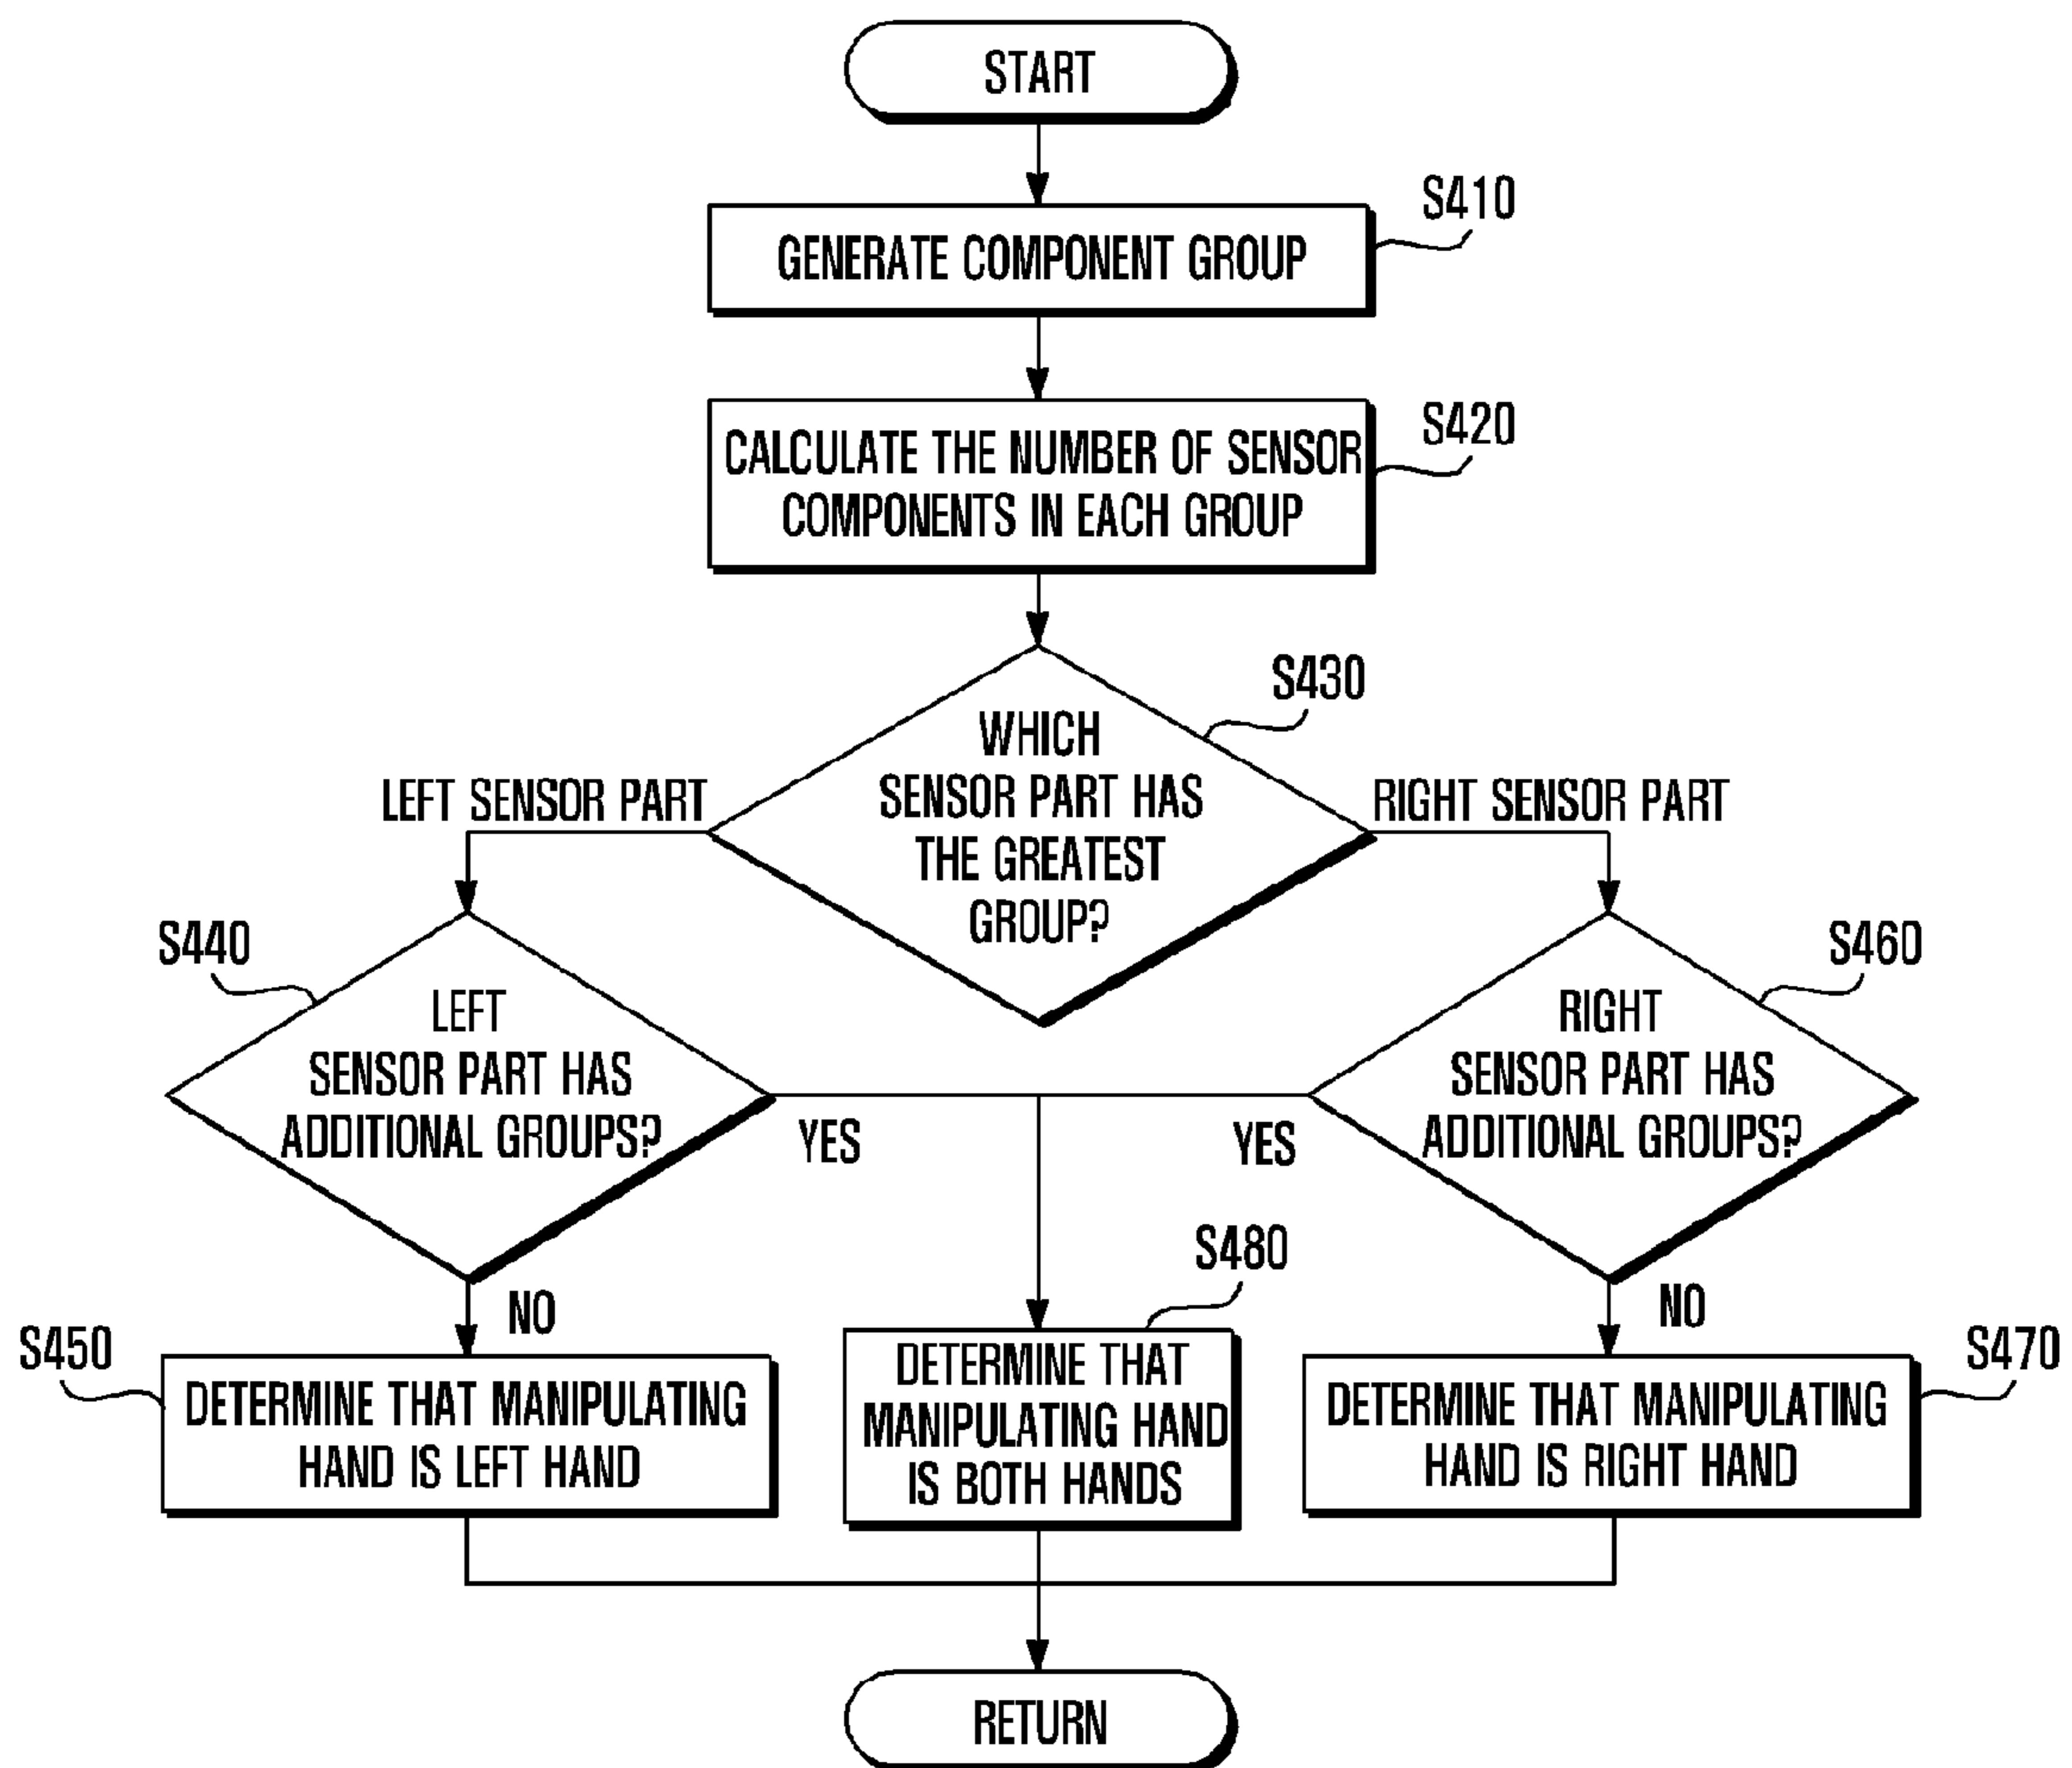 START
S410
GENERATE COMPONENT GROUP
S420
CALCULATE THE NUMBER OF SENSOR
COMPONENTS IN EACH GROUP
S430
WHICH
SENSOR PART HAS
THE GREATEST
GROUP?
LEFT SENSOR PART
RIGHT SENSOR PART
S440
LEFT
SENSOR PART HAS
ADDITIONAL GROUPS?
YES
S460
RIGHT
SENSOR PART HAS
ADDITIONAL GROUPS?
YES
NO
S450
DETERMINE THAT MANIPULATING
HAND IS LEFT HAND
S480
DETERMINE THAT
MANIPULATING HAND
IS BOTH HANDS
NO
S470
DETERMINE THAT MANIPULATING
HAND IS RIGHT HAND
RETURN